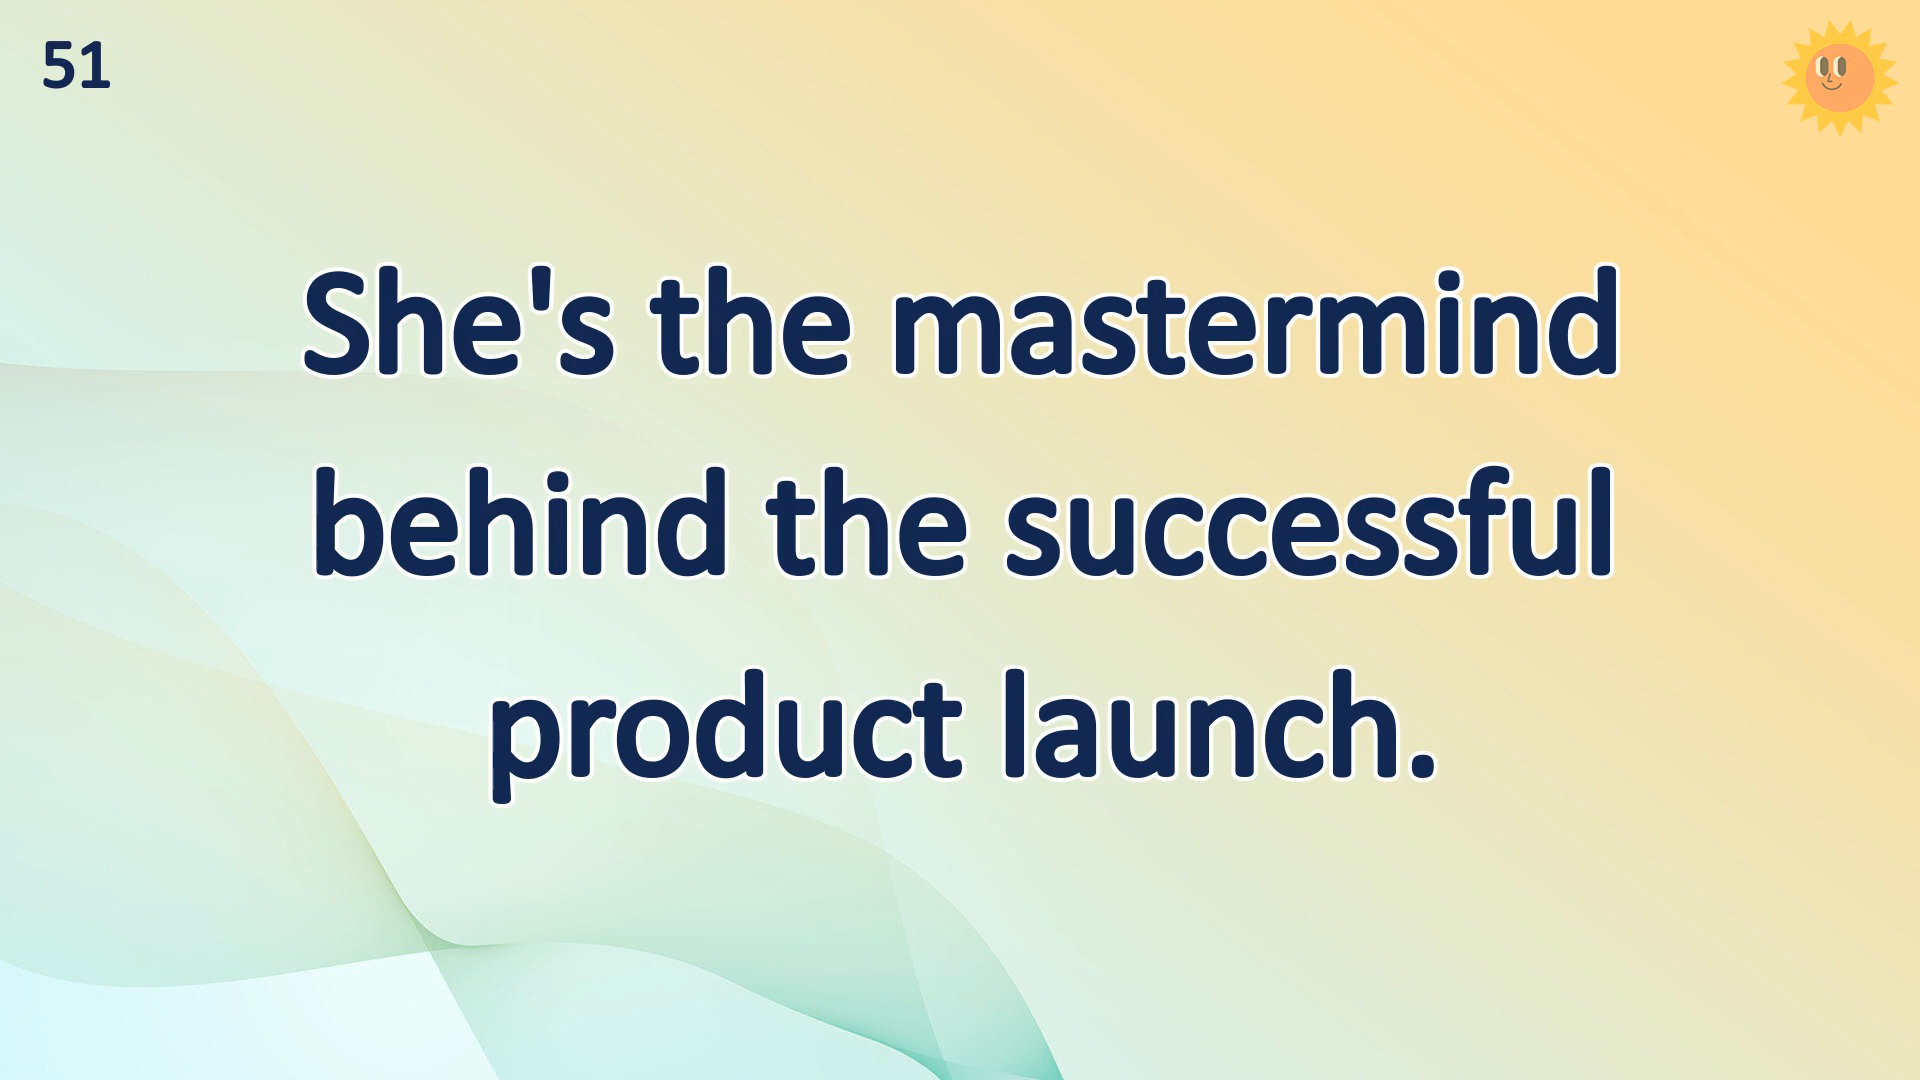 51
She's the mastermind
behind the successful
product launch.